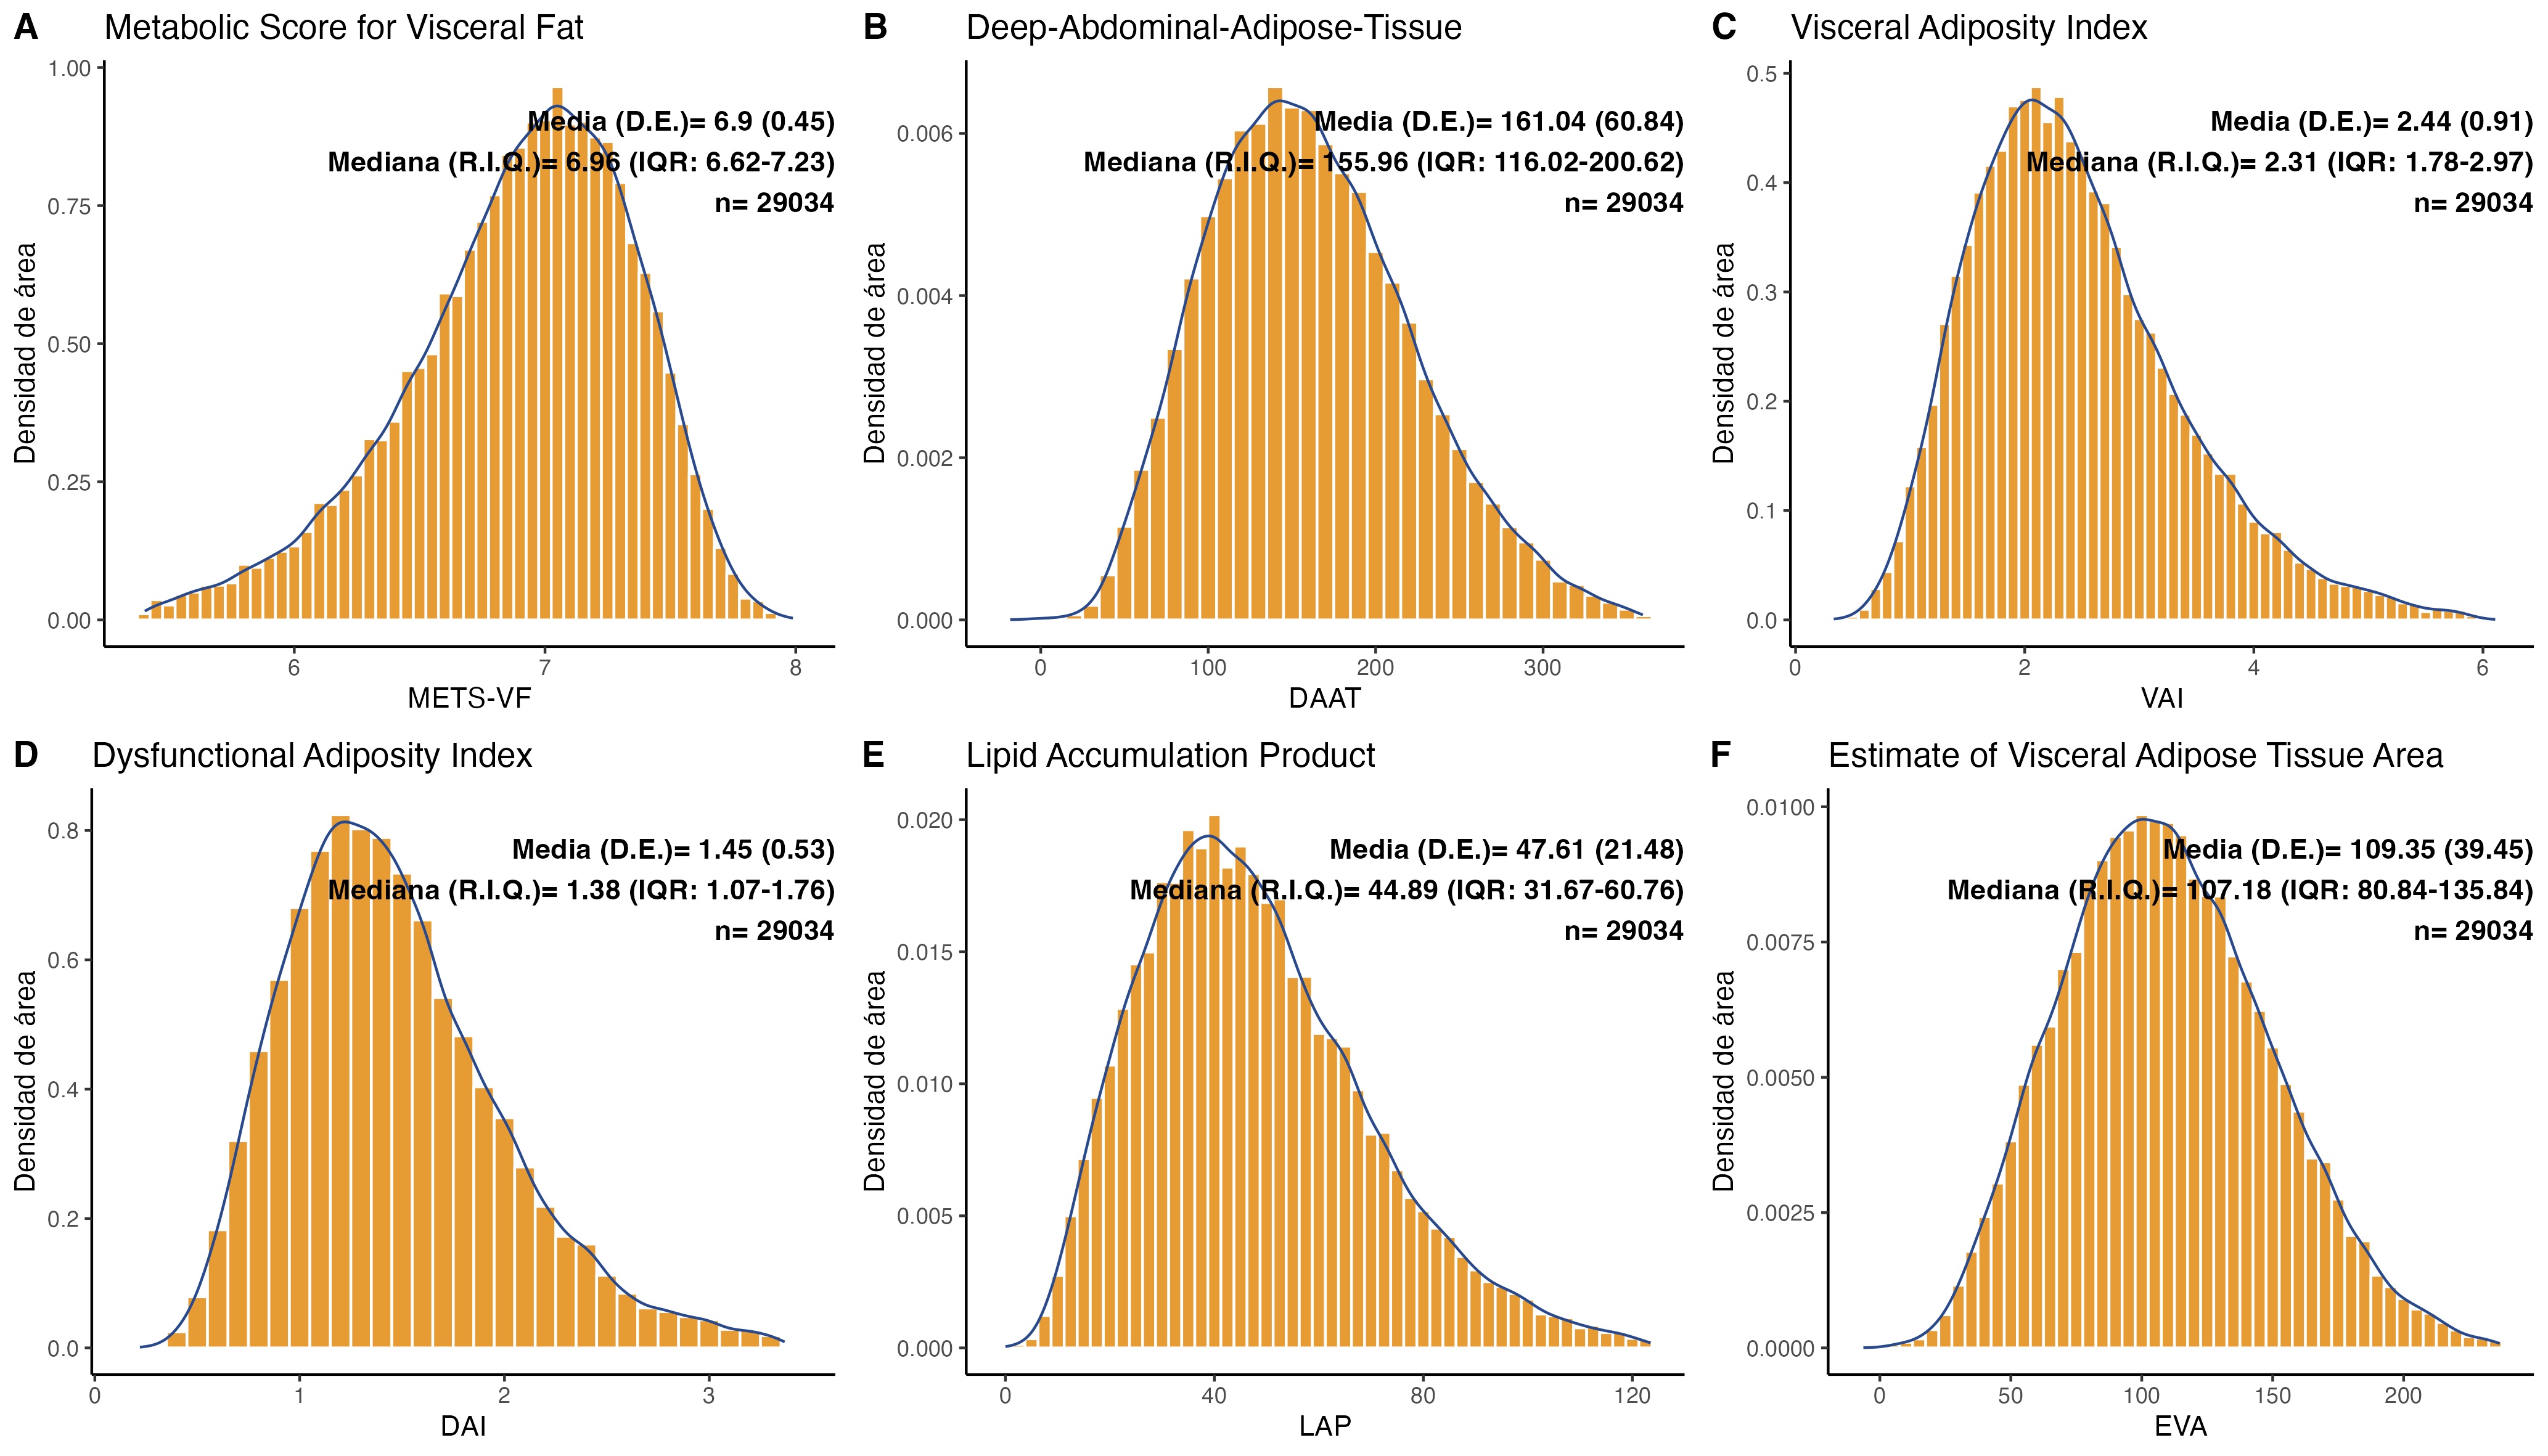 A Metabolic Score for Visceral Fat
1.00
0.75
0.50
0.25
0.00
Densidad de área
Media (D.E.)= 6.9 (0.45)
Mediana (R.I.Q.)= 6.96 (IQR: 6.62-7.23)
n= 29034
6 7 8
METS-VF
B Deep-Abdominal-Adipose-Tissue
0.006
0.004
0.002
0.000
Densidad de área
Media (D.E.)= 161.04 (60.84)
Mediana (R.I.Q.)= 155.96 (IQR: 116.02-200.62)
n= 29034
0 100 200 300
DAAT
C Visceral Adiposity Index
0.5
0.4
0.3
0.2
0.1
0.0
Densidad de área
Media (D.E.)= 2.44 (0.91)
Mediana (R.I.Q.)= 2.31 (IQR: 1.78-2.97)
n= 29034
0 2 4 6
VAI
D Dysfunctional Adiposity Index
0.8
0.6
0.4
0.2
0.0
Densidad de área
Media (D.E.)= 1.45 (0.53)
Mediana (R.I.Q.)= 1.38 (IQR: 1.07-1.76)
n= 29034
0 1 2 3
DAI
E Lipid Accumulation Product
0.020
0.015
0.010
0.005
0.000
Densidad de área
Media (D.E.)= 47.61 (21.48)
Mediana (R.I.Q.)= 44.89 (IQR: 31.67-60.76)
n= 29034
0 40 80 120
LAP
F Estimate of Visceral Adipose Tissue Area
0.0100
0.0075
0.0050
0.0025
0.0000
Densidad de área
Media (D.E.)= 109.35 (39.45)
Mediana (R.I.Q.)= 107.18 (IQR: 80.84-135.84)
n= 29034
0 50 100 150 200
EVA